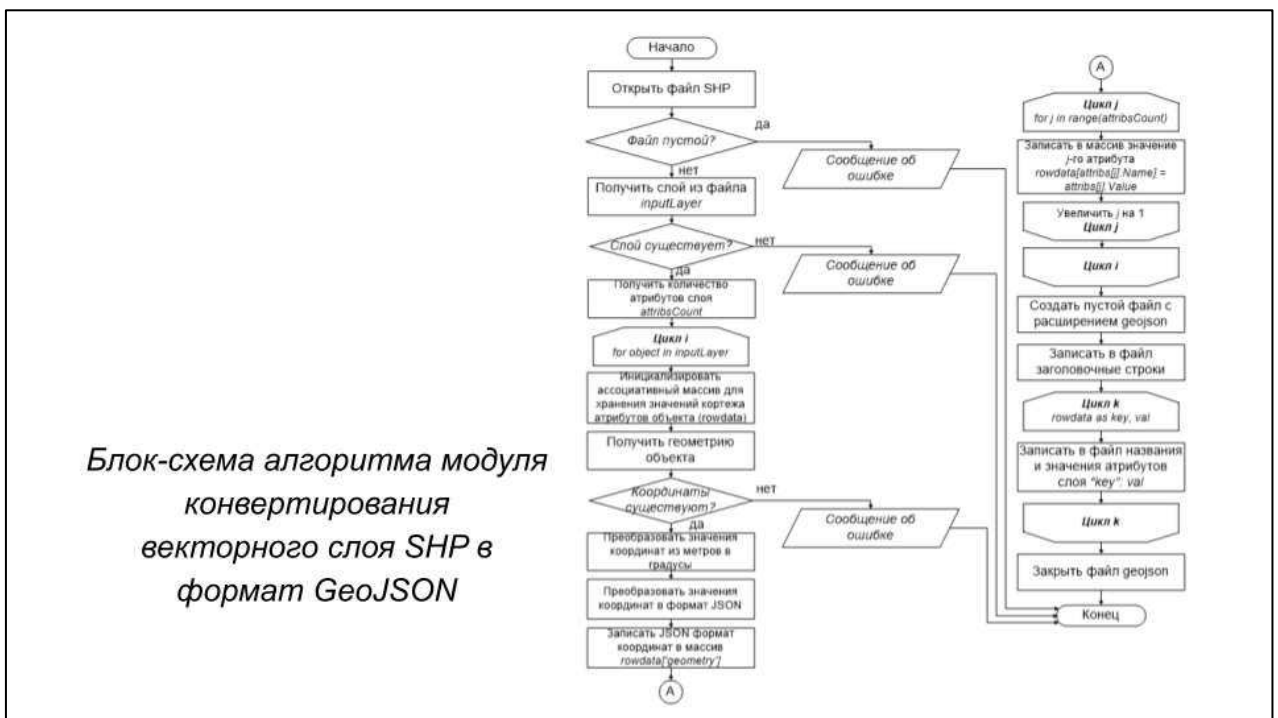 Блок-схема алгоритма модуля
конвертирования
векторного слоя SHP в
формат GeoJSON
Начало
Открыть файл SHP
Файл пустой?
да
Сообщение об
ошибке
нет
Получить слой из файла
inputLayer
Слой существует?
нет
Сообщение об
ошибке
да
Получить количество
атрибутов слоя
attribsCount
Цикл i
for object in inputLayer
Инициализировать
ассоциативный массив для
хранения значений кортежа
атрибутов объекта (rowdata)
Получить геометрию
объекта
Координаты
существуют?
нет
Сообщение об
ошибке
да
Преобразовать значения
координат из метров в
градусы
Преобразовать значения
координат в формат JSON
Записать JSON формат
координат в массив
rowdata['geometry']
A
A
Цикл j
for j in range(attribsCount)
Записать в массив значение
j-го атрибута
rowdata[attribs[j].Name] =
attribs[j].Value
Увеличить j на 1
Цикл j
Цикл i
Создать пустой файл с
расширением geojson
Записать в файл
заголовочные строки
Цикл k
rowdata as key, val
Записать в файл названия
и значения атрибутов
слоя "key": val
Цикл k
Закрыть файл geojson
Конец